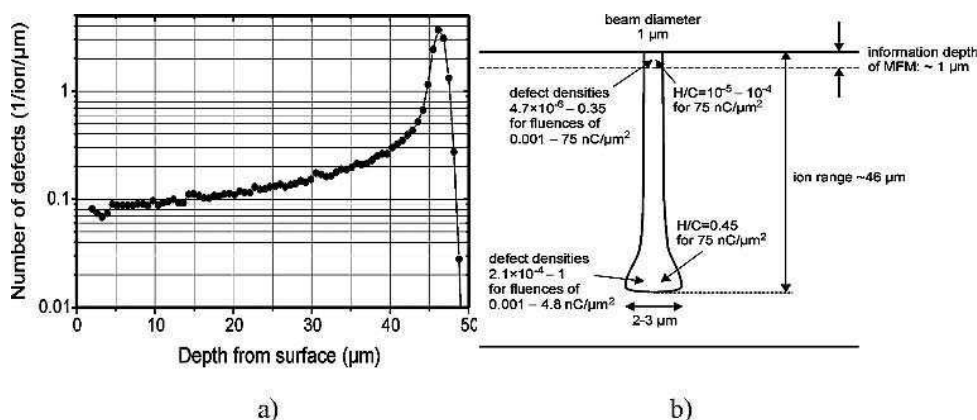 Number of defects (1/ion/µm)
1
0.1
0.01
0
10
20
30
40
50
Depth from surface (µm)
a)
beam diameter
1 µm
information depth
of MFM: ~ 1 µm
defect densities
4.7×10⁻⁶ – 0.35
for fluences of
0.001 – 75 nC/µm²
H/C=10⁻⁵ – 10⁻⁴
for 75 nC/µm²
ion range ~46 µm
H/C=0.45
for 75 nC/µm²
defect densities
2.1×10⁻⁴ – 1
for fluences of
0.001 – 4.8 nC/µm²
2–3 µm
b)